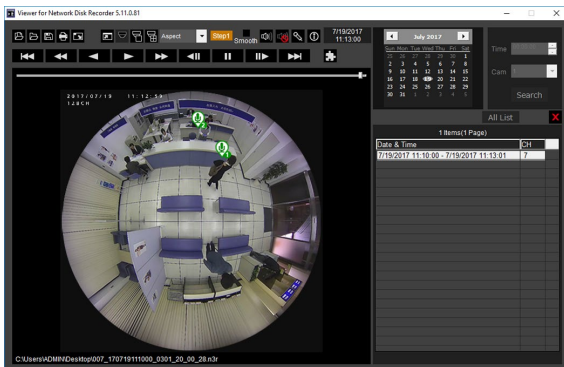 Viewer for Network Disk Recorder 5.11.0.81
Aspect
Step1
Smooth
7/19/2017
11:13:00
2017/07/19 11:12:59
128CH
1
C:\Users\ADMIN\Desktop\007_170719111000_0301_20_00_28.n3r
July 2017
Sun Mon Tue Wed Thu Fri Sat
25 26 27 28 29 30 1
2 3 4 5 6 7 8
9 10 11 12 13 14 15
16 17 18 19 20 21 22
23 24 25 26 27 28 29
30 31 1 2 3 4 5
Time
Cam
Search
All List
X
1 Items(1 Page)
Date & Time CH
7/19/2017 11:10:00 - 7/19/2017 11:13:01 7